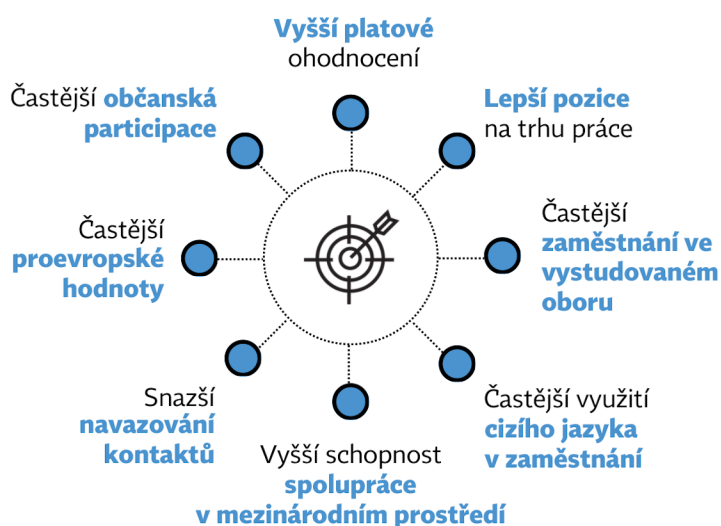 Vyšší platové
ohodnocení
Lepší pozice
na trhu práce
Častější
zaměstnání ve
vystudovaném
oboru
Častější využití
cizího jazyka
v zaměstnání
Vyšší schopnost
spolupráce
v mezinárodním prostředí
Snazší
navazování
kontaktů
Častější
proevropské
hodnoty
Častější občanská
participace